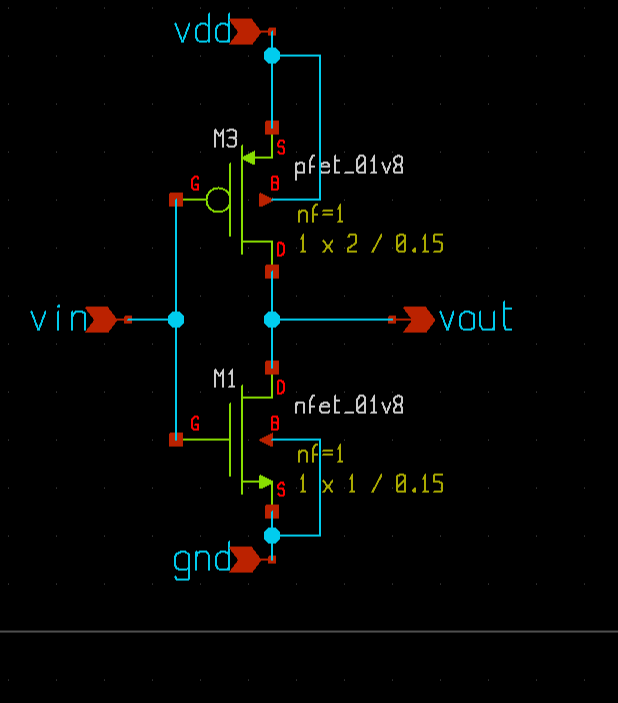 vdd
M3
S
pfet_01v8
G
B
nf=1
D
1 x 2 / 0.15
vin
vout
M1
D
nfet_01v8
G
B
nf=1
S
1 x 1 / 0.15
gnd